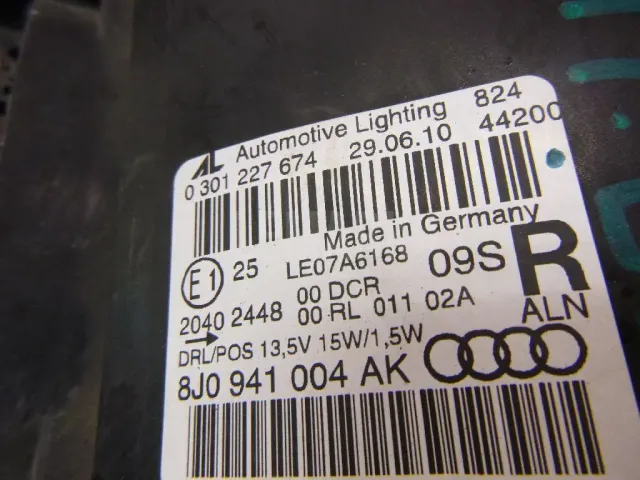 AL Automotive Lighting 824
0 301 227 674 29.06.10 44200
Made in Germany
E1 25 LE07A6168 09S R
2040 2448 00 DCR
00 RL 011 02A ALN
DRL/POS 13,5V 15W/1,5W
8J0 941 004 AK